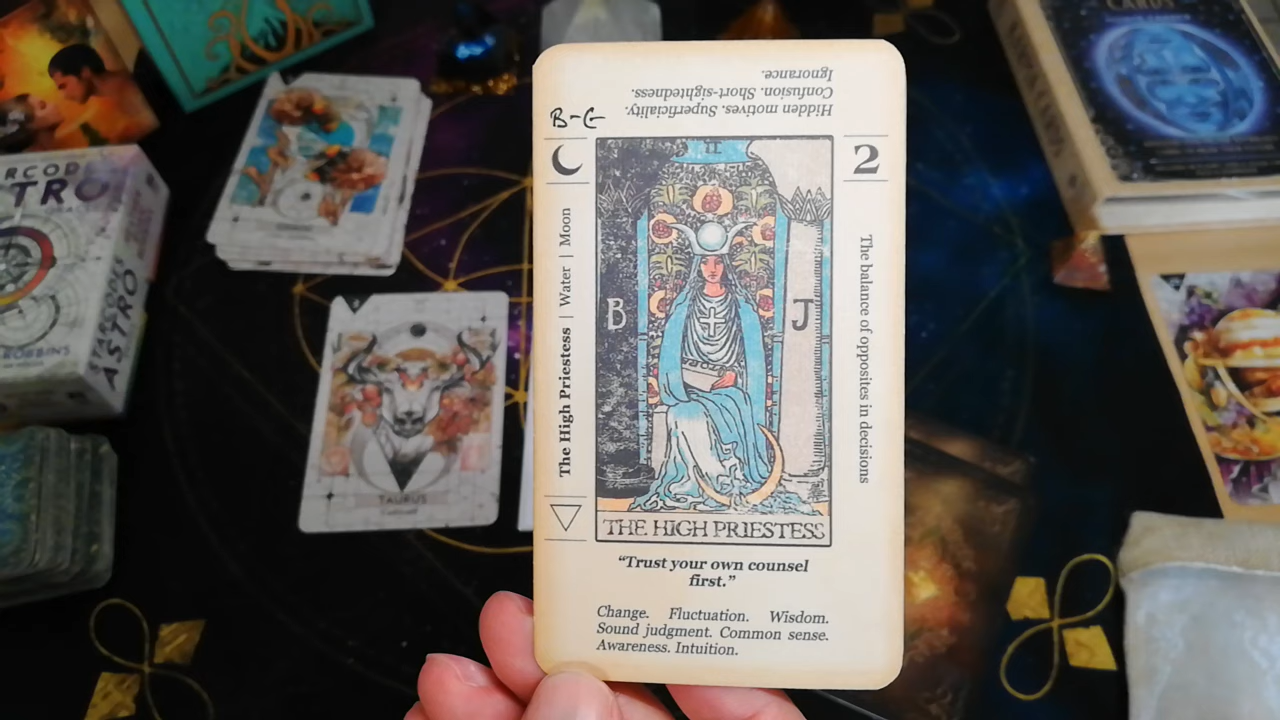 Hidden motives. Superficiality.
Confusion. Short-sightedness.
Ignorance.
B-G
2
II
The High Priestess | Water | Moon
The balance of opposites in decisions
B
J
THE HIGH PRIESTESS
“Trust your own counsel
first.”
Change. Fluctuation. Wisdom.
Sound judgment. Common sense.
Awareness. Intuition.
TAURUS
ASTRO